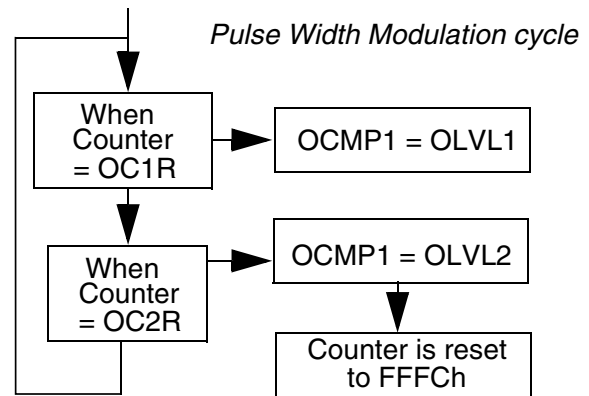 Pulse Width Modulation cycle
When
Counter
= OC1R
OCMP1 = OLVL1
When
Counter
= OC2R
OCMP1 = OLVL2
Counter is reset
to FFFCh